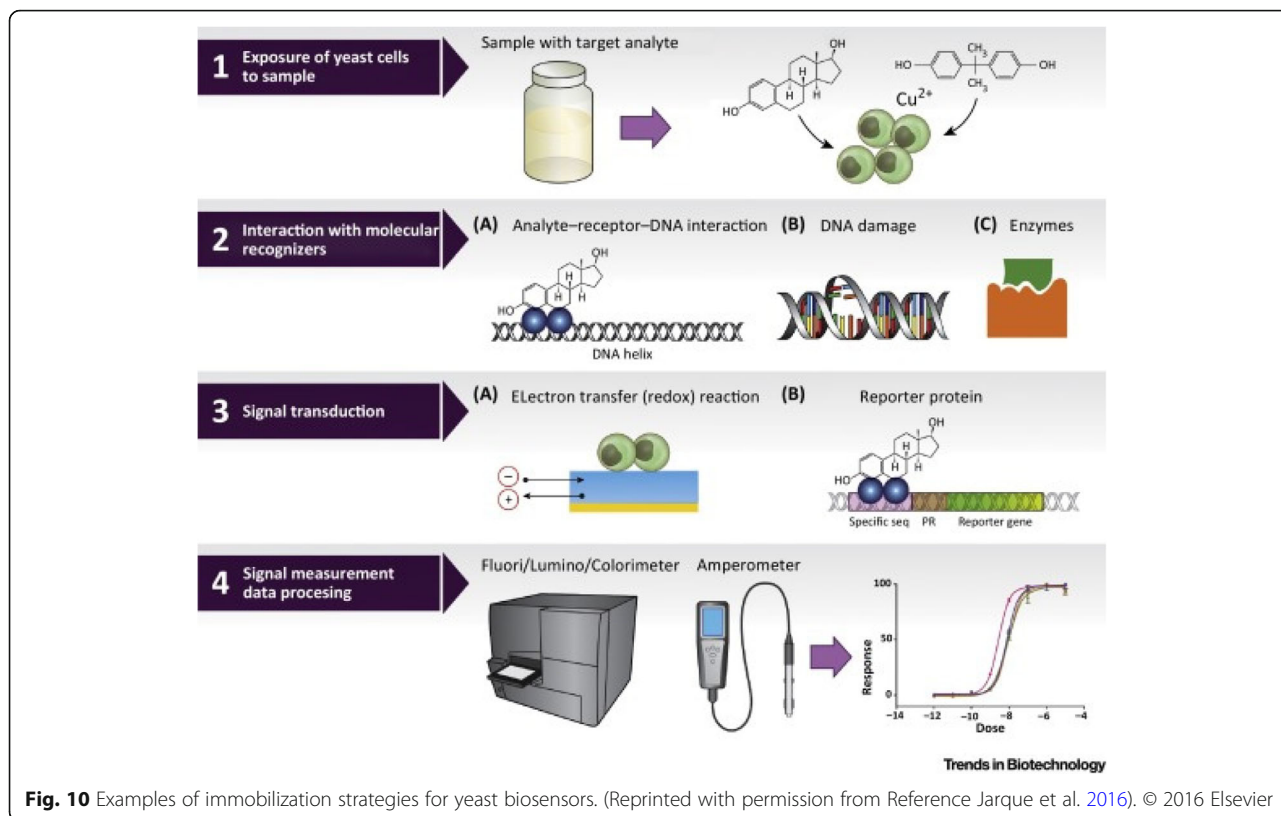 1 Exposure of yeast cells
to sample
Sample with target analyte
OH
HO
Cu2+
HO
CH3
CH3
OH
2 Interaction with molecular
recognizers
(A) Analyte–receptor–DNA interaction
OH
H
H
H
HO
DNA helix
(B) DNA damage
(C) Enzymes
3 Signal transduction
(A) ELectron transfer (redox) reaction
−
+
(B) Reporter protein
OH
H
H
H
HO
Specific seq PR Reporter gene
4 Signal measurement
data procesing
Fluori/Lumino/Colorimeter
Amperometer
Response
100
50
0
−14 −12 −10 −8 −6 −4
Dose
Trends in Biotechnology
Fig. 10 Examples of immobilization strategies for yeast biosensors. (Reprinted with permission from Reference Jarque et al. 2016). © 2016 Elsevier